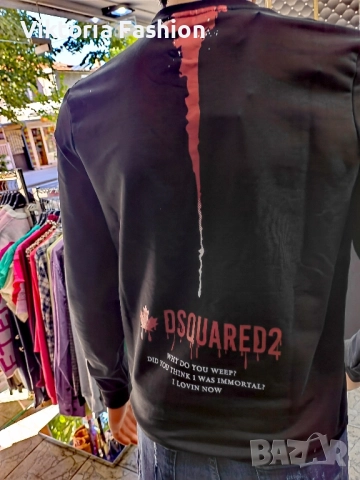 Viktoria Fashion
DSQUARED2
WHY DO YOU WEEP?
DID YOU THINK I WAS IMMORTAL?
I LOVIN NOW
BAZAR